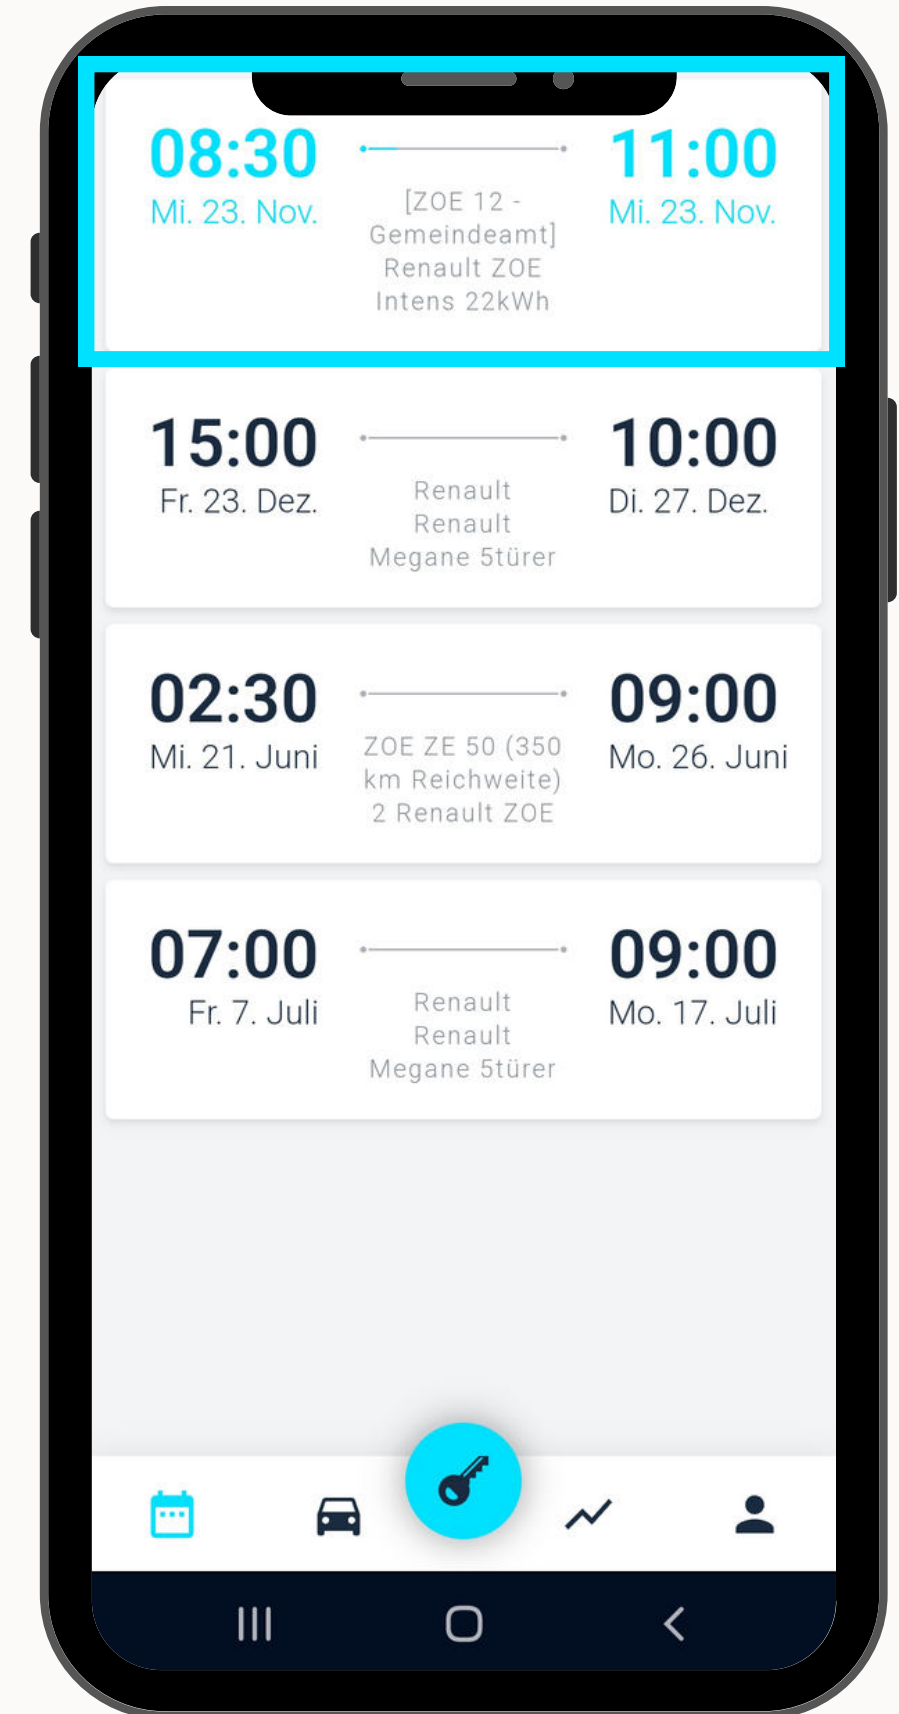 08:30 11:00
Mi. 23. Nov. Mi. 23. Nov.
[ZOE 12 -
Gemeindeamt]
Renault ZOE
Intens 22kWh
15:00 10:00
Fr. 23. Dez. Di. 27. Dez.
Renault
Renault
Megane 5türer
02:30 09:00
Mi. 21. Juni Mo. 26. Juni
ZOE ZE 50 (350
km Reichweite)
2 Renault ZOE
07:00 09:00
Fr. 7. Juli Mo. 17. Juli
Renault
Renault
Megane 5türer